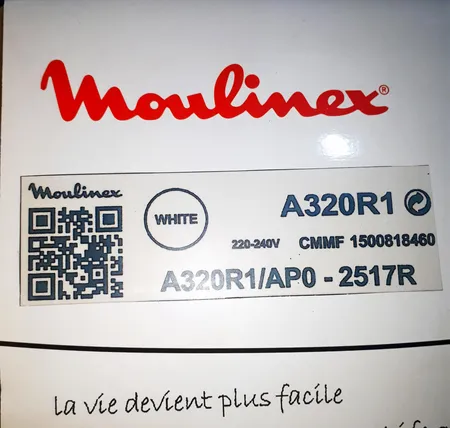 Moulinex®
Moulinex
WHITE
A320R1
220-240V CMMF 1500818460
A320R1/AP0 - 2517R
la vie devient plus facile